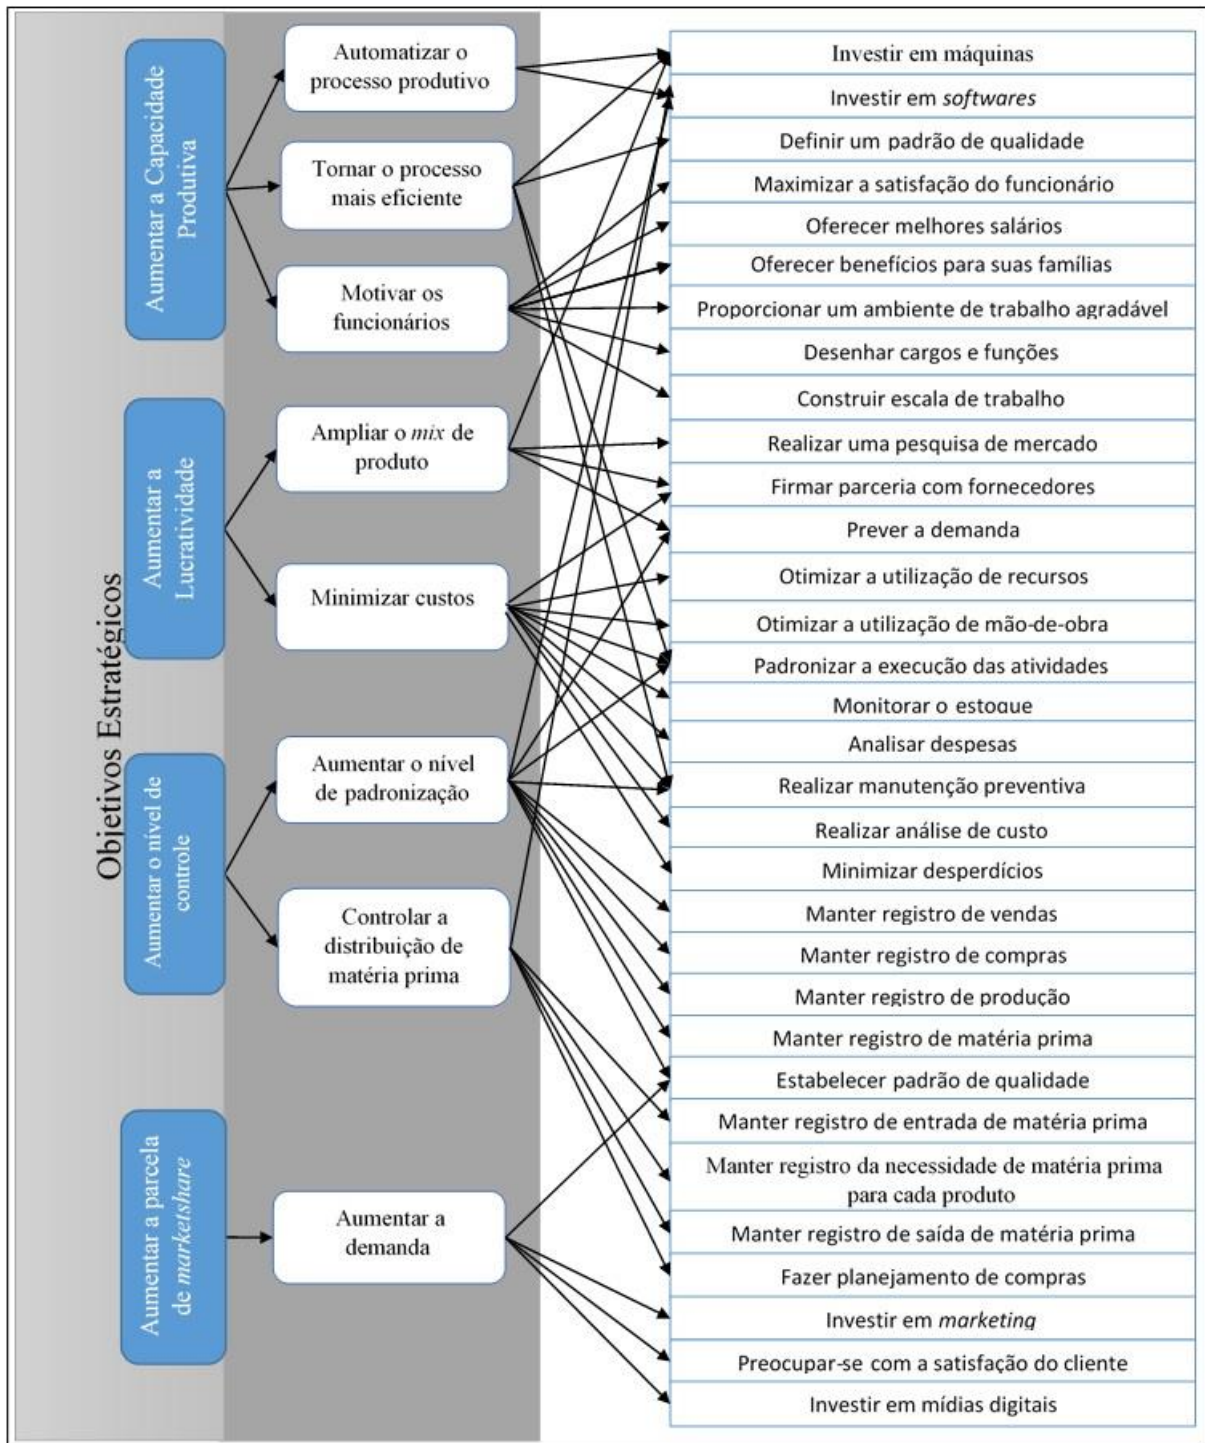 Objetivos Estratégicos
Aumentar a Capacidade
Produtiva
Aumentar a
Lucratividade
Aumentar o nível de
controle
Aumentar a parcela
de marketshare
Automatizar o
processo produtivo
Tornar o processo
mais eficiente
Motivar os
funcionários
Ampliar o mix de
produto
Minimizar custos
Aumentar o nível
de padronização
Controlar a
distribuição de
matéria prima
Aumentar a
demanda
Investir em máquinas
Investir em softwares
Definir um padrão de qualidade
Maximizar a satisfação do funcionário
Oferecer melhores salários
Oferecer benefícios para suas famílias
Proporcionar um ambiente de trabalho agradável
Desenhar cargos e funções
Construir escala de trabalho
Realizar uma pesquisa de mercado
Firmar parceria com fornecedores
Prever a demanda
Otimizar a utilização de recursos
Otimizar a utilização de mão-de-obra
Padronizar a execução das atividades
Monitorar o estoque
Analisar despesas
Realizar manutenção preventiva
Realizar análise de custo
Minimizar desperdícios
Manter registro de vendas
Manter registro de compras
Manter registro de produção
Manter registro de matéria prima
Estabelecer padrão de qualidade
Manter registro de entrada de matéria prima
Manter registro da necessidade de matéria prima
para cada produto
Manter registro de saída de matéria prima
Fazer planejamento de compras
Investir em marketing
Preocupar-se com a satisfação do cliente
Investir em mídias digitais